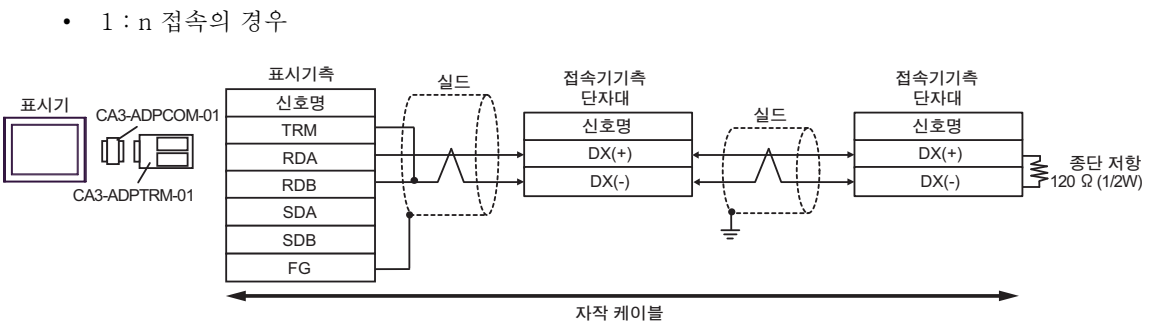 • 1 : n 접속의 경우
표시기
CA3-ADPCOM-01
CA3-ADPTRM-01
표시기측
신호명
TRM
RDA
RDB
SDA
SDB
FG
실드
접속기기측
단자대
신호명
DX(+)
DX(-)
실드
접속기기측
단자대
신호명
DX(+)
DX(-)
종단 저항
120 Ω (1/2W)
자작 케이블